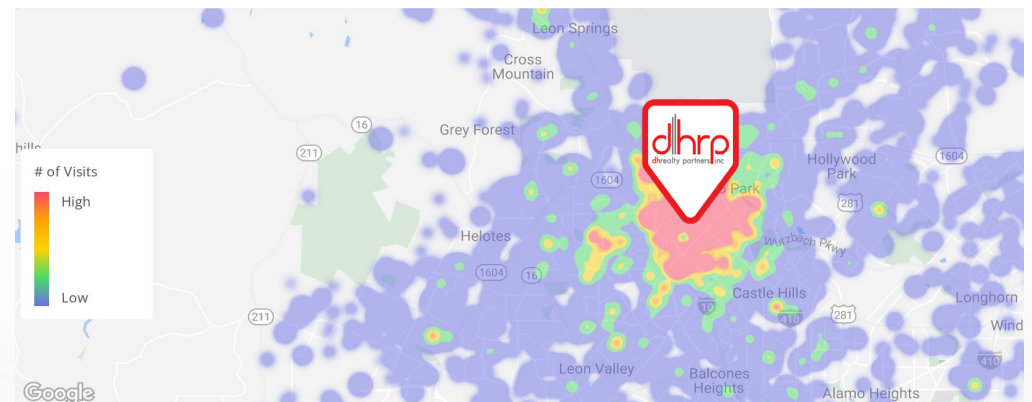 Leon Springs
Cross
Mountain
16
Grey Forest
211
hills
# of Visits
High
Low
dhrp
dhrealty partners inc
1604
Park
Hollywood
Park
1604
281
Helotes
Wurzbach Pkwy
1604
16
Castle Hills
10
410
281
Longhorn
Wind
211
410
Leon Valley
Balcones
Heights
Alamo Heights
Google